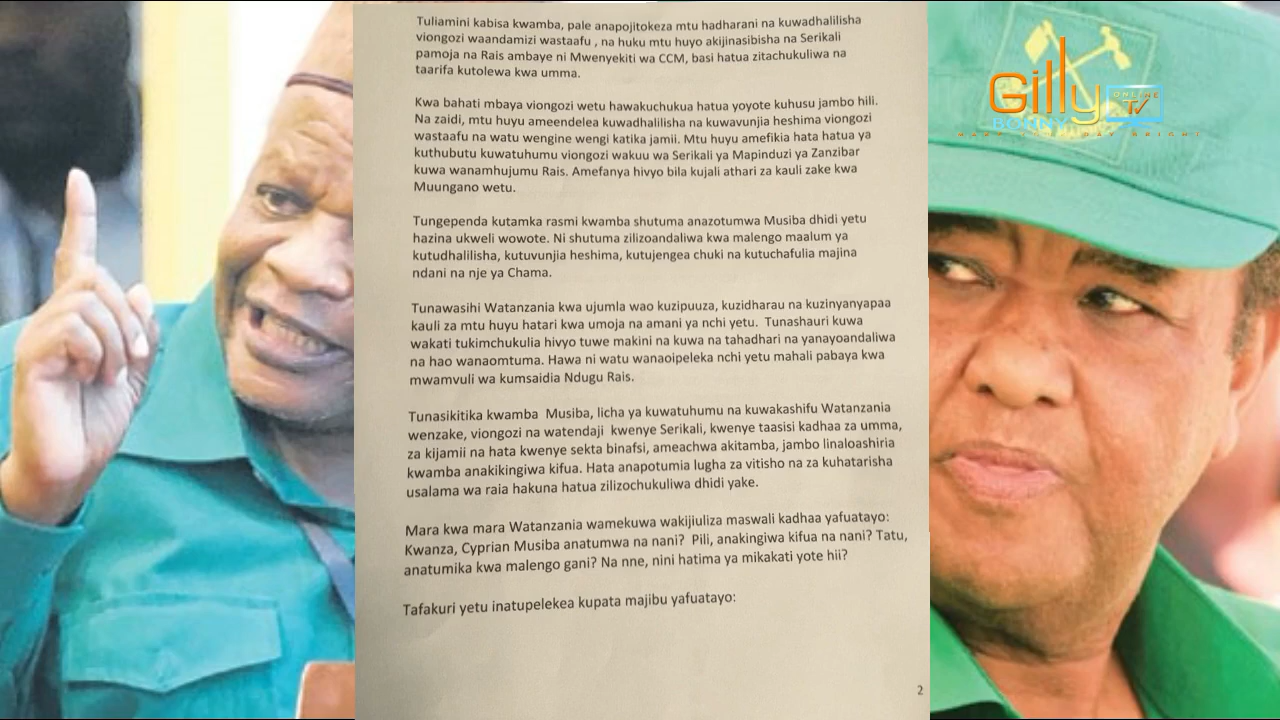 Tuliamini kabisa kwamba, pale anapojitokeza mtu hadharani na kuwadhalilisha
viongozi waandamizi wastaafu , na huku mtu huyo akijinasibisha na Serikali
pamoja na Rais ambaye ni Mwenyekiti wa CCM, basi hatua zitachukuliwa na
taarifa kutolewa kwa umma.
Kwa bahati mbaya viongozi wetu hawakuchukua hatua yoyote kuhusu jambo hili.
Na zaidi, mtu huyu ameendelea kuwadhalilisha na kuwavunjia heshima viongozi
wastaafu na watu wengine wengi katika jamii. Mtu huyu amefikia hata hatua ya
kuthubutu kuwatuhumu viongozi wakuu wa Serikali ya Mapinduzi ya Zanzibar
kuwa wanamhujumu Rais. Amefanya hivyo bila kujali athari za kauli zake kwa
Muungano wetu.
Tungependa kutamka rasmi kwamba shutuma anazotumwa Musiba dhidi yetu
hazina ukweli wowote. Ni shutuma zilizoandaliwa kwa malengo maalum ya
kutudhalilisha, kutuvunjia heshima, kutujengea chuki na kutuchafulia majina
ndani na nje ya Chama.
Tunawasihi Watanzania kwa ujumla wao kuzipuuza, kuzidharau na kuzinyanyapaa
kauli za mtu huyu hatari kwa umoja na amani ya nchi yetu. Tunashauri kuwa
wakati tukimchukulia hivyo tuwe makini na kuwa na tahadhari na yanayoandaliwa
na hao wanaomtuma. Hawa ni watu wanaoipeleka nchi yetu mahali pabaya kwa
mwamvuli wa kumsaidia Ndugu Rais.
Tunasikitika kwamba Musiba, licha ya kuwatuhumu na kuwakashifu Watanzania
wenzake, viongozi na watendaji kwenye Serikali, kwenye taasisi kadhaa za umma,
za kijamii na hata kwenye sekta binafsi, ameachwa akitamba, jambo linaloashiria
kwamba anakikingiwa kifua. Hata anapotumia lugha za vitisho na za kuhatarisha
usalama wa raia hakuna hatua zilizochukuliwa dhidi yake.
Mara kwa mara Watanzania wamekuwa wakijiuliza maswali kadhaa yafuatayo:
Kwanza, Cyprian Musiba anatumwa na nani? Pili, anakingiwa kifua na nani? Tatu,
anatumika kwa malengo gani? Na nne, nini hatima ya mikakati yote hii?
Tafakuri yetu inatupelekea kupata majibu yafuatayo:
2
Gilly
ONLINE
TV